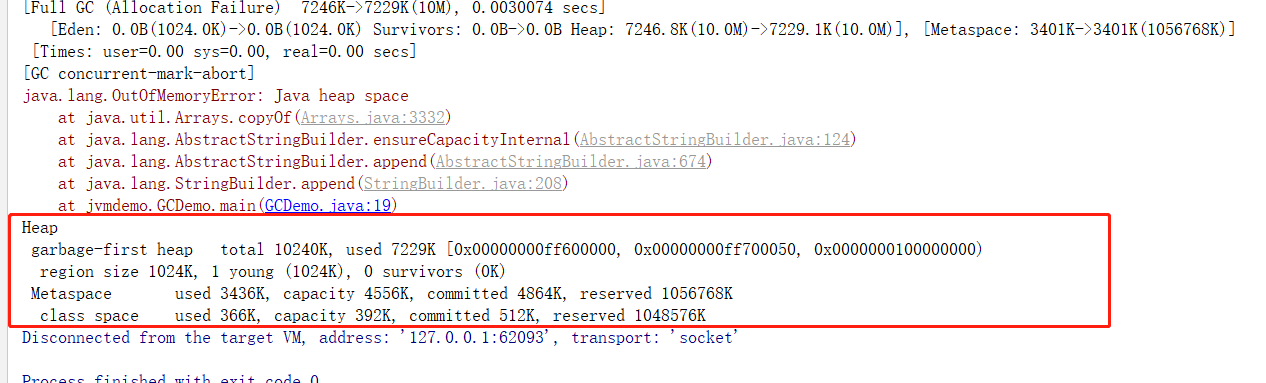 [Full GC (Allocation Failure)  7246K->7229K(10M), 0.0030074 secs]
   [Eden: 0.0B(1024.0K)->0.0B(1024.0K) Survivors: 0.0B->0.0B Heap: 7246.8K(10.0M)->7229.1K(10.0M)], [Metaspace: 3401K->3401K(1056768K)]
 [Times: user=0.00 sys=0.00, real=0.00 secs]
[GC concurrent-mark-abort]
java.lang.OutOfMemoryError: Java heap space
    at java.util.Arrays.copyOf(Arrays.java:3332)
    at java.lang.AbstractStringBuilder.ensureCapacityInternal(AbstractStringBuilder.java:124)
    at java.lang.AbstractStringBuilder.append(AbstractStringBuilder.java:674)
    at java.lang.StringBuilder.append(StringBuilder.java:208)
    at jvmdemo.GCDemo.main(GCDemo.java:19)
Heap
 garbage-first heap   total 10240K, used 7229K [0x00000000ff600000, 0x00000000ff700050, 0x0000000100000000)
  region size 1024K, 1 young (1024K), 0 survivors (0K)
 Metaspace       used 3436K, capacity 4556K, committed 4864K, reserved 1056768K
  class space    used 366K, capacity 392K, committed 512K, reserved 1048576K
Disconnected from the target VM, address: '127.0.0.1:62093', transport: 'socket'
Process finished with exit code 0